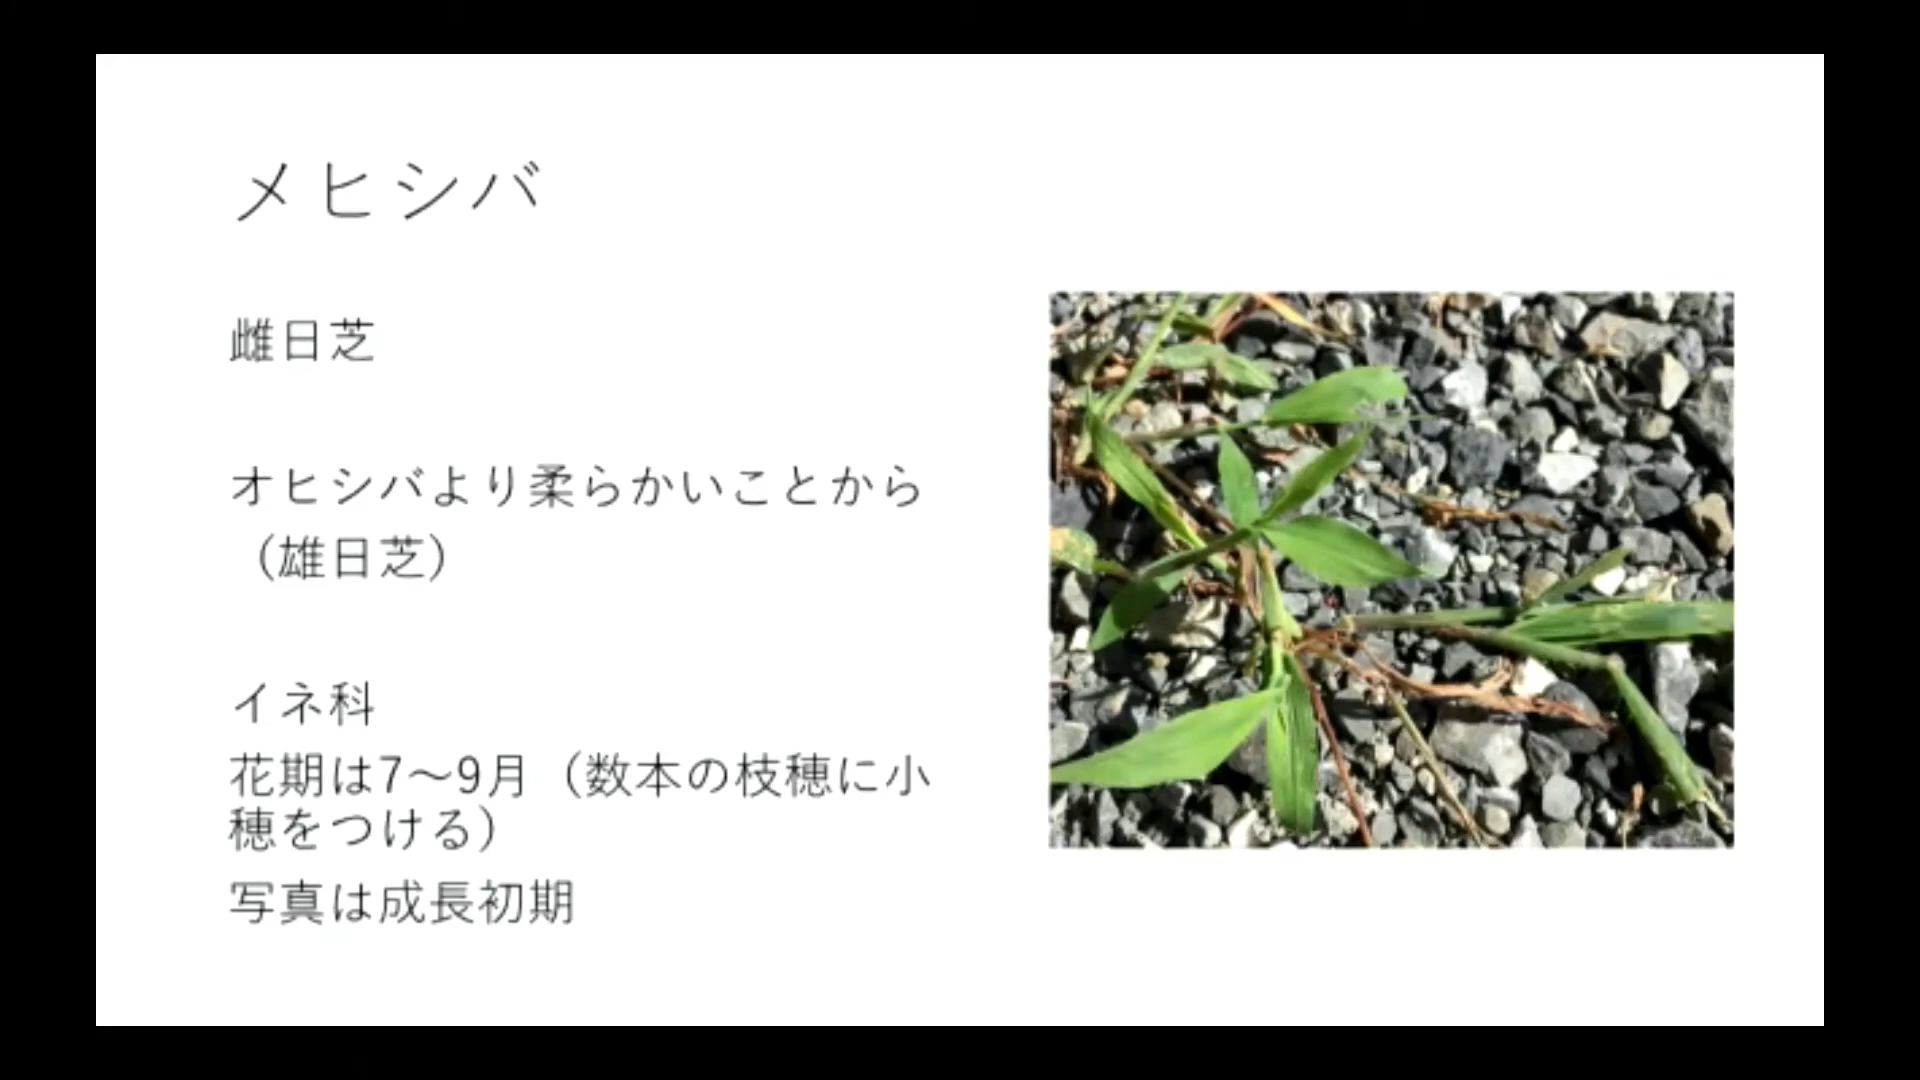 メヒシバ
雌日芝
オヒシバより柔らかいことから
（雄日芝）
イネ科
花期は7～9月（数本の枝穂に小
穂をつける）
写真は成長初期